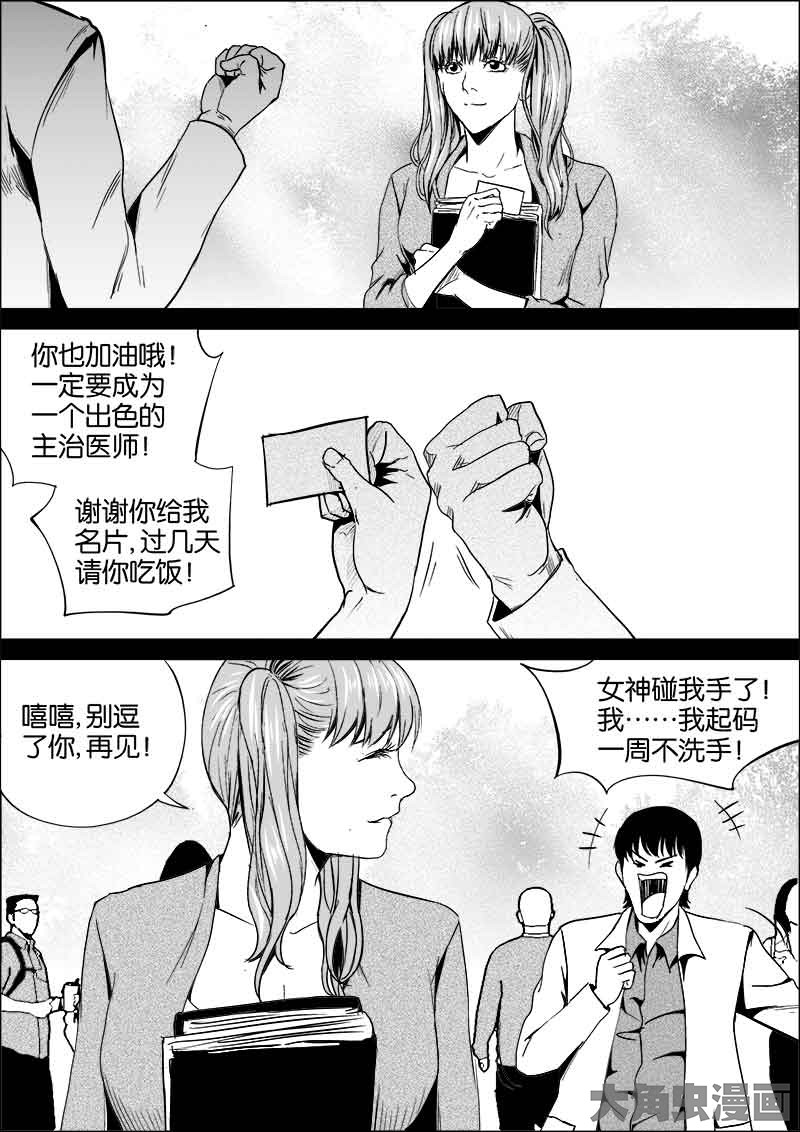 你也加油哦！
一定要成为
一个出色的
主治医师！
谢谢你给我
名片，过几天
请你吃饭！
嘻嘻，别逗
了你，再见！
女神碰我手了！
我……我起码
一周不洗手！
大角虫漫画